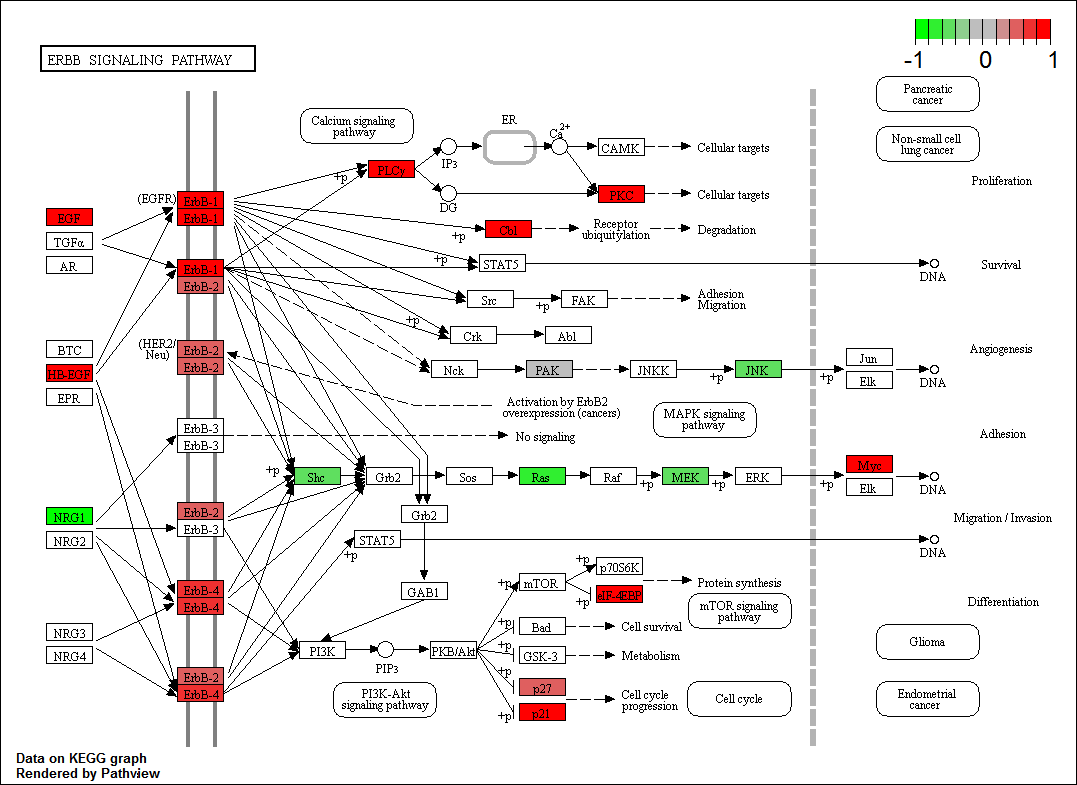 ERBB SIGNALING PATHWAY
-1 0 1
Pancreatic
cancer
Non-small cell
lung cancer
Calcium signaling
pathway
ER
Ca2+
IP3
CAMK
Cellular targets
+p
PLCγ
DG
PKC
Cellular targets
Proliferation
(EGFR)
ErbB-1
ErbB-1
EGF
TGFα
AR
+p
Cbl
Receptor
ubiquitylation
Degradation
ErbB-1
ErbB-2
+p
STAT5
DNA
Survival
Src
+p
FAK
Adhesion
Migration
+p
Crk
Abl
BTC
HB-EGF
EPR
(HER2/
Neu)
ErbB-2
ErbB-2
Nck
PAK
JNKK
+p
JNK
+p
Jun
Elk
DNA
Angiogenesis
Activation by ErbB2
overexpression (cancers)
MAPK signaling
pathway
ErbB-3
ErbB-3
No signaling
Adhesion
+p
Shc
Grb2
Sos
Ras
Raf
+p
MEK
+p
ERK
+p
Myc
Elk
DNA
NRG1
NRG2
ErbB-2
ErbB-3
Grb2
Migration / Invasion
+p
STAT5
DNA
ErbB-4
ErbB-4
GAB1
+p
mTOR
+p
p70S6K
+p
eIF-4EBP
Protein synthesis
mTOR signaling
pathway
Differentiation
NRG3
NRG4
PI3K
PIP3
PKB/Akt
+p
Bad
Cell survival
+p
GSK-3
Metabolism
Glioma
ErbB-2
ErbB-4
PI3K-Akt
signaling pathway
+p
p27
+p
p21
Cell cycle
progression
Cell cycle
Endometrial
cancer
Data on KEGG graph
Rendered by Pathview